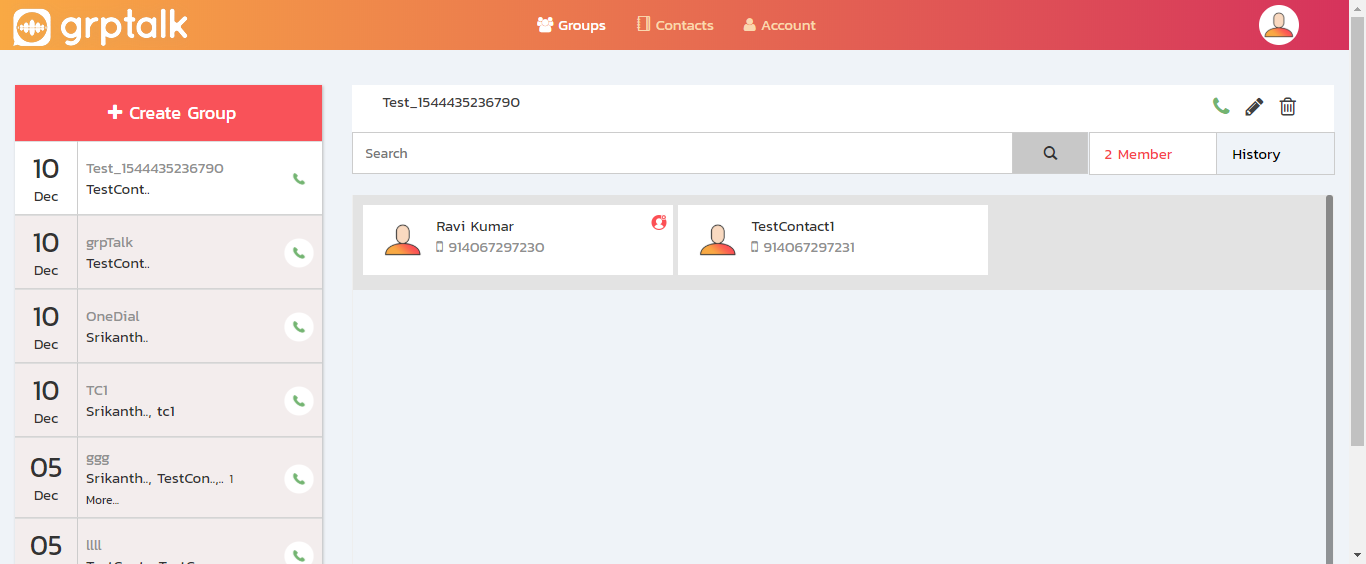 grptalk
Groups
Contacts
Account
Create Group
10
Dec
Test_1544435236790
TestCont..
10
Dec
grpTalk
TestCont..
10
Dec
OneDial
Srikanth..
10
Dec
TC1
Srikanth.., tc1
05
Dec
ggg
Srikanth.., TestCon..,.. 1
More...
05
llll
Test_1544435236790
Search
2 Member
History
Ravi Kumar
914067297230
TestContact1
914067297231